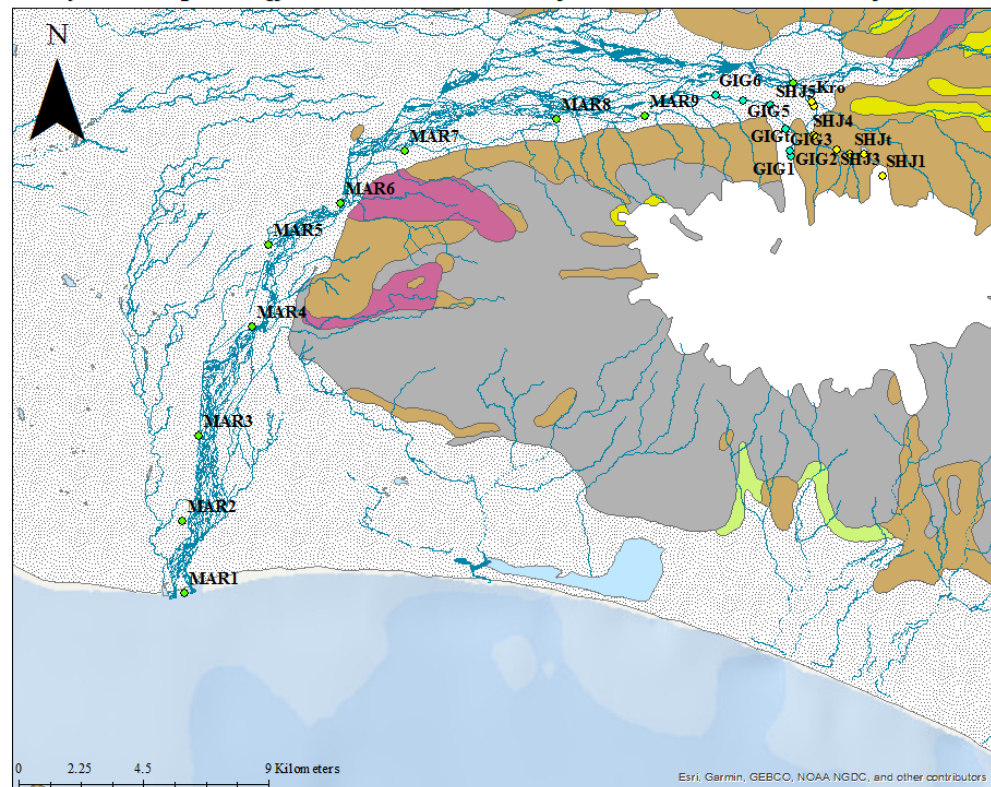 N
GIG6
SHJ5
Kro
MAR8
MAR9
GIG5
SHJ4
MAR7
GIGt
GIG3
SHJt
GIG1
GIG2
SHJ3
SHJ1
MAR6
MAR5
MAR4
MAR3
MAR2
MAR1
0 2.25 4.5 9 Kilometers
Esri, Garmin, GEBCO, NOAA NGDC, and other contributors